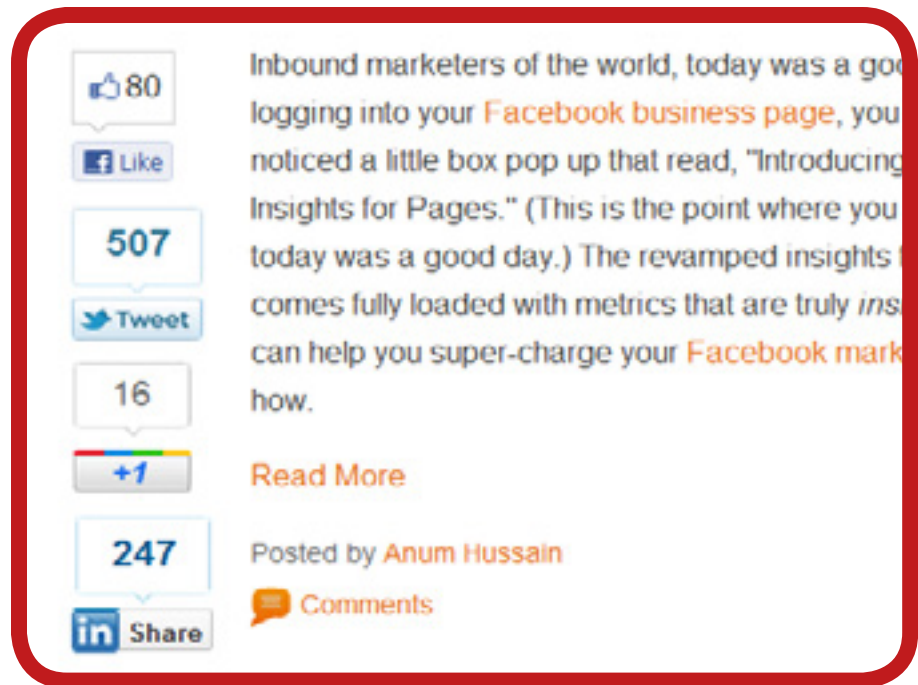 80
Like
507
Tweet
16
+1
247
in Share
Inbound marketers of the world, today was a goo
logging into your Facebook business page, you
noticed a little box pop up that read, "Introducing
Insights for Pages." (This is the point where you
today was a good day.) The revamped insights
comes fully loaded with metrics that are truly ins
can help you super-charge your Facebook mark
how.
Read More
Posted by Anum Hussain
Comments